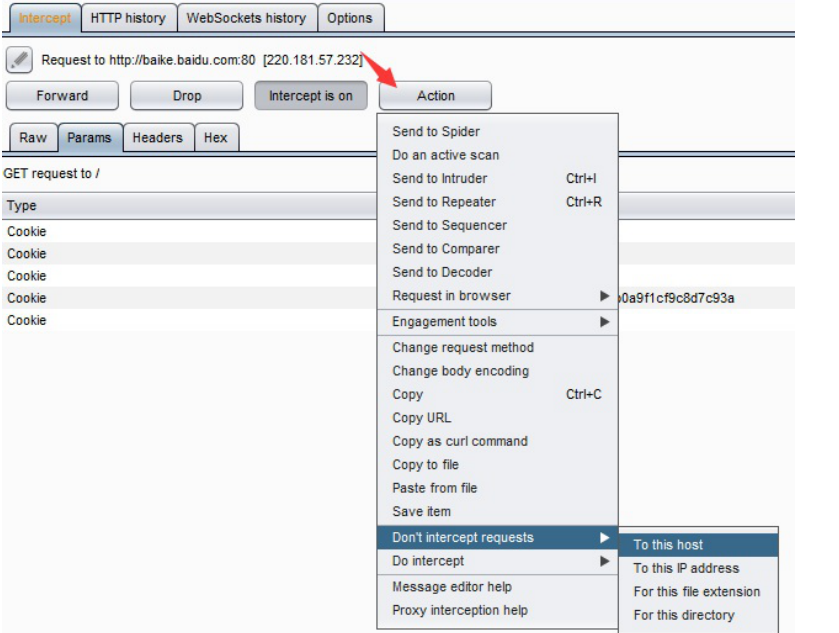 Intercept HTTP history WebSockets history Options
Request to http://baike.baidu.com:80 [220.181.57.232]
Forward Drop Intercept is on Action
Raw Params Headers Hex
GET request to /
Type
Cookie
Cookie
Cookie
Cookie
Cookie
Send to Spider
Do an active scan
Send to Intruder Ctrl+I
Send to Repeater Ctrl+R
Send to Sequencer
Send to Comparer
Send to Decoder
Request in browser
Engagement tools
Change request method
Change body encoding
Copy Ctrl+C
Copy URL
Copy as curl command
Copy to file
Paste from file
Save item
Don't intercept requests
Do intercept
Message editor help
Proxy interception help
To this host
To this IP address
For this file extension
For this directory